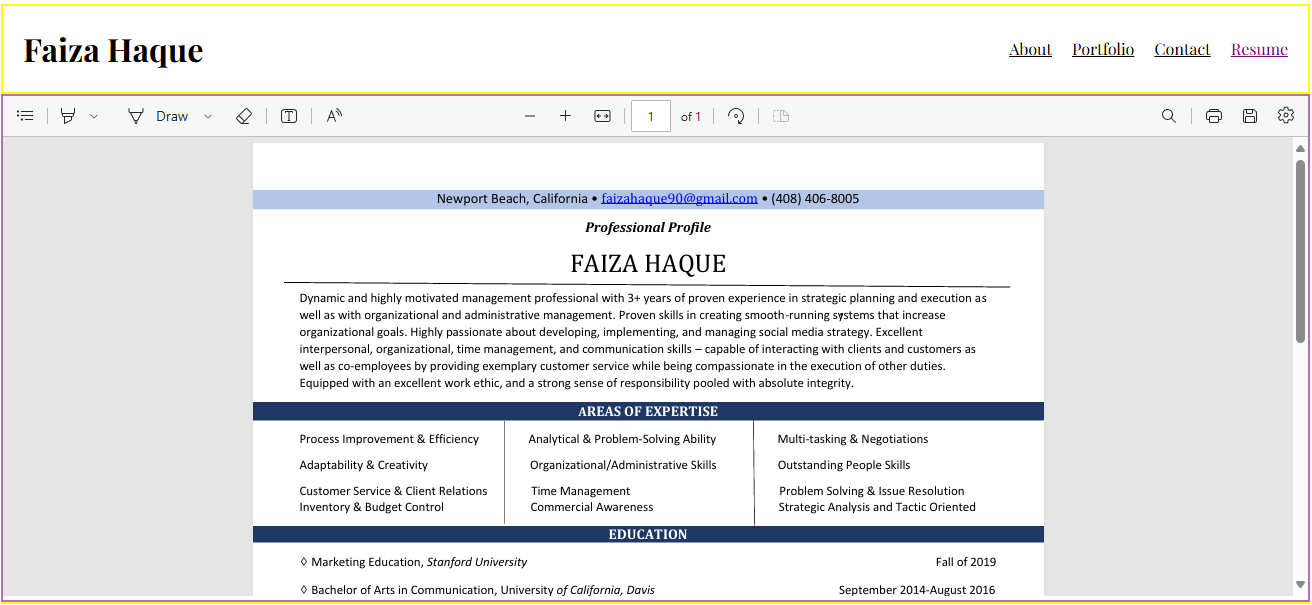 Faiza Haque
About Portfolio Contact Resume
Draw 1 of 1
Newport Beach, California • faizahaque90@gmail.com • (408) 406-8005
Professional Profile
FAIZA HAQUE
Dynamic and highly motivated management professional with 3+ years of proven experience in strategic planning and execution as
well as with organizational and administrative management. Proven skills in creating smooth-running systems that increase
organizational goals. Highly passionate about developing, implementing, and managing social media strategy. Excellent
interpersonal, organizational, time management, and communication skills – capable of interacting with clients and customers as
well as co-employees by providing exemplary customer service while being compassionate in the execution of other duties.
Equipped with an excellent work ethic, and a strong sense of responsibility pooled with absolute integrity.
AREAS OF EXPERTISE
Process Improvement & Efficiency Analytical & Problem-Solving Ability Multi-tasking & Negotiations
Adaptability & Creativity Organizational/Administrative Skills Outstanding People Skills
Customer Service & Client Relations Time Management Problem Solving & Issue Resolution
Inventory & Budget Control Commercial Awareness Strategic Analysis and Tactic Oriented
EDUCATION
◊ Marketing Education, Stanford University Fall of 2019
◊ Bachelor of Arts in Communication, University of California, Davis September 2014-August 2016